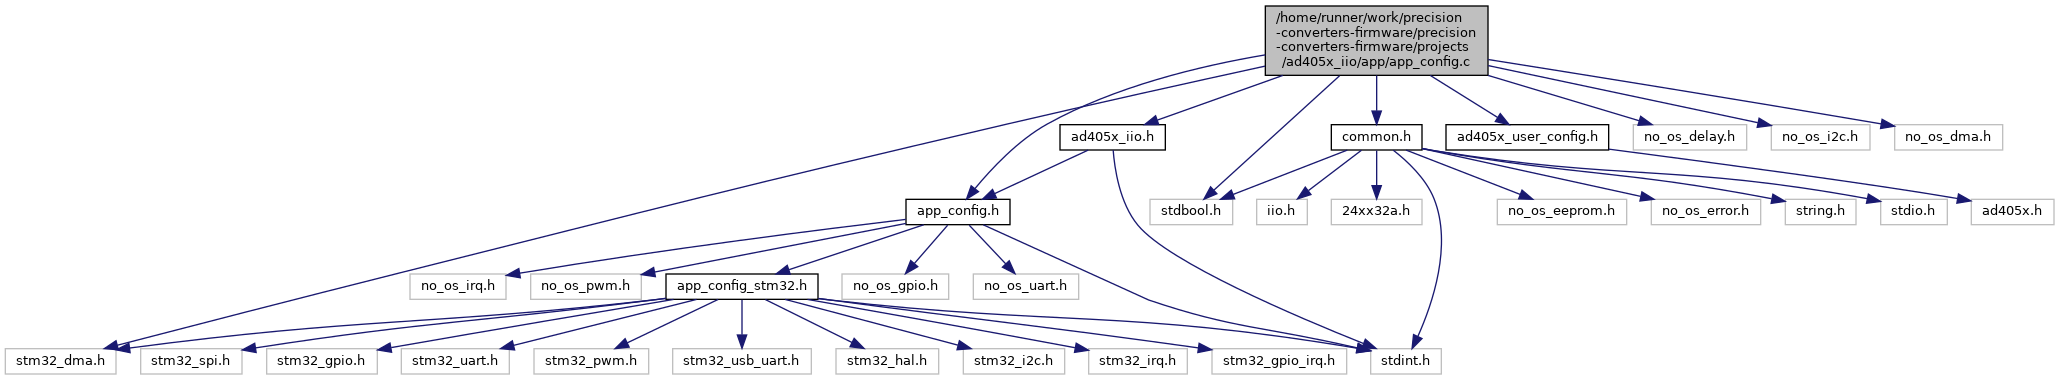 /home/runner/work/precision
-converters-firmware/precision
-converters-firmware/projects
/ad405x_iio/app/app_config.c
ad405x_iio.h
common.h
ad405x_user_config.h
no_os_delay.h
no_os_i2c.h
no_os_dma.h
app_config.h
stdbool.h
iio.h
24xx32a.h
no_os_eeprom.h
no_os_error.h
string.h
stdio.h
ad405x.h
no_os_irq.h
no_os_pwm.h
app_config_stm32.h
no_os_gpio.h
no_os_uart.h
stm32_dma.h
stm32_spi.h
stm32_gpio.h
stm32_uart.h
stm32_pwm.h
stm32_usb_uart.h
stm32_hal.h
stm32_i2c.h
stm32_irq.h
stm32_gpio_irq.h
stdint.h